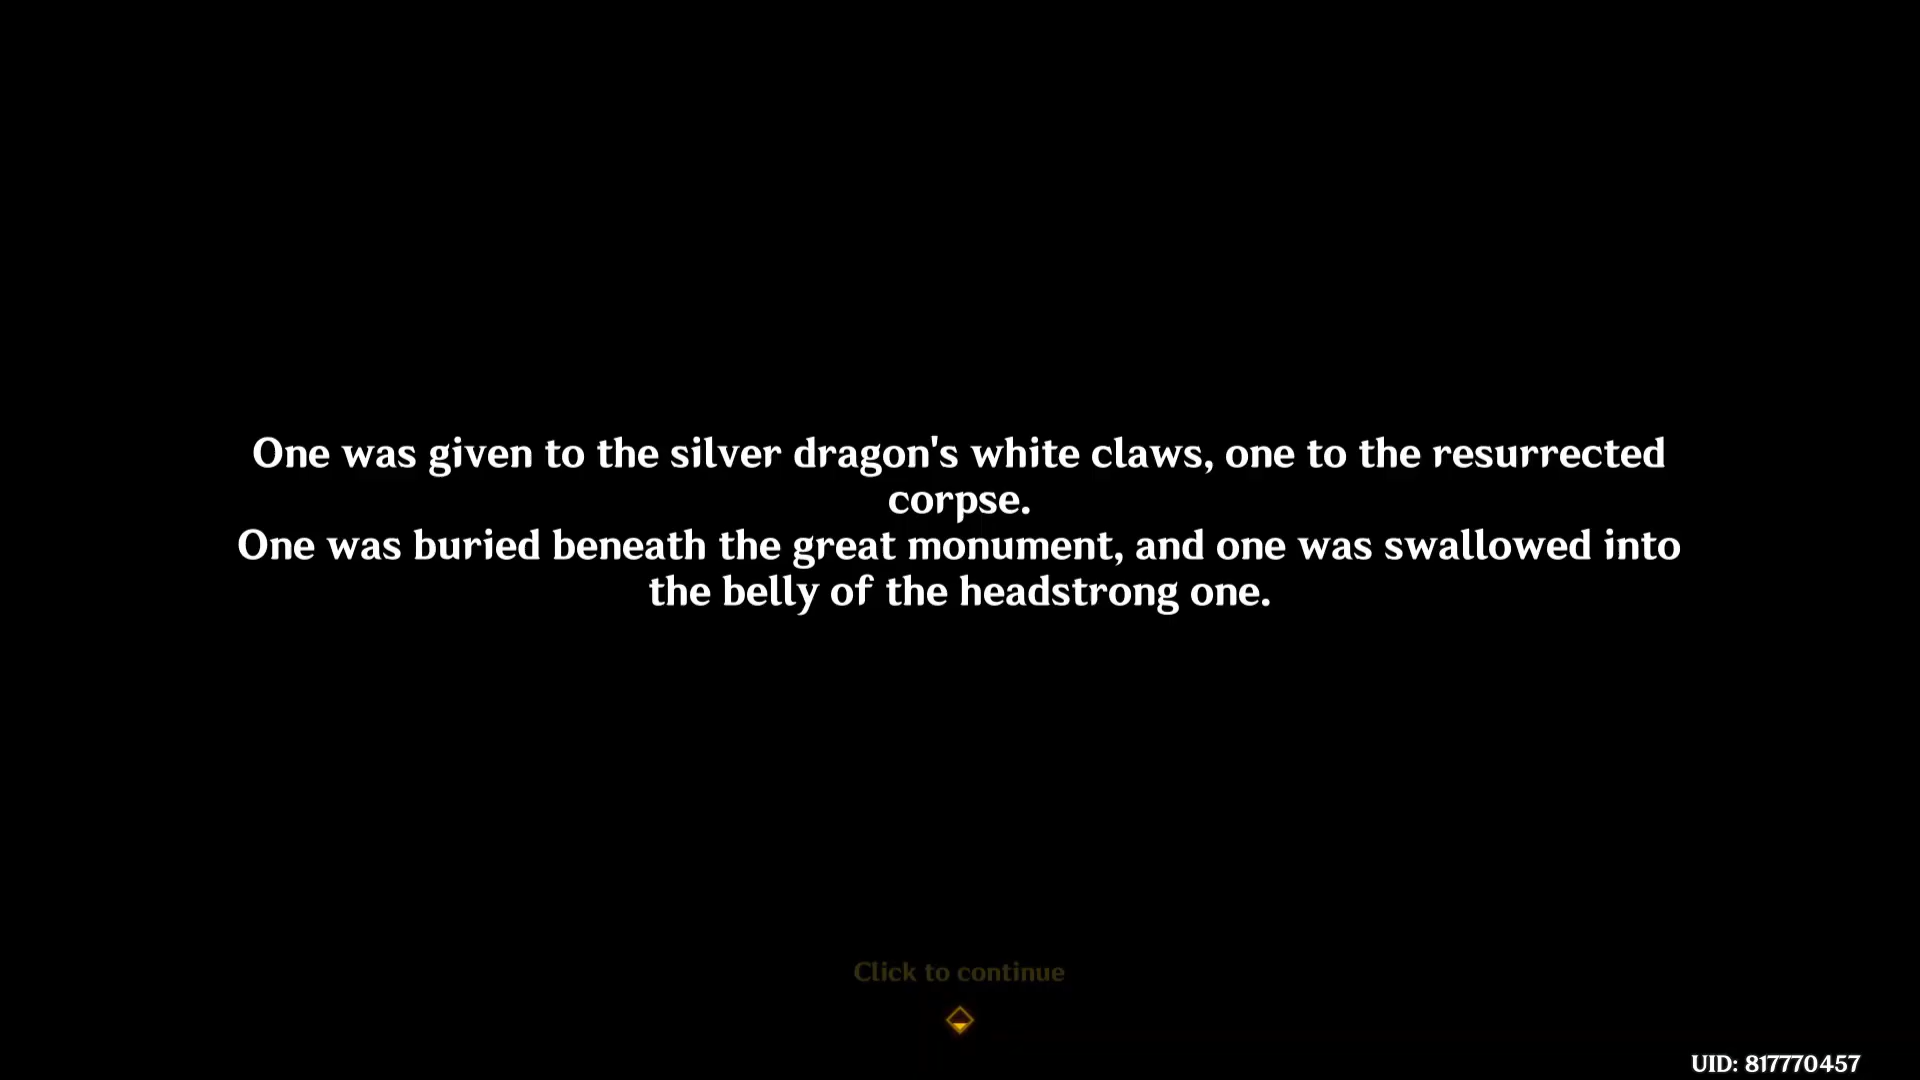 One was given to the silver dragon's white claws, one to the resurrected
corpse.
One was buried beneath the great monument, and one was swallowed into
the belly of the headstrong one.
Click to continue
UID: 817770457